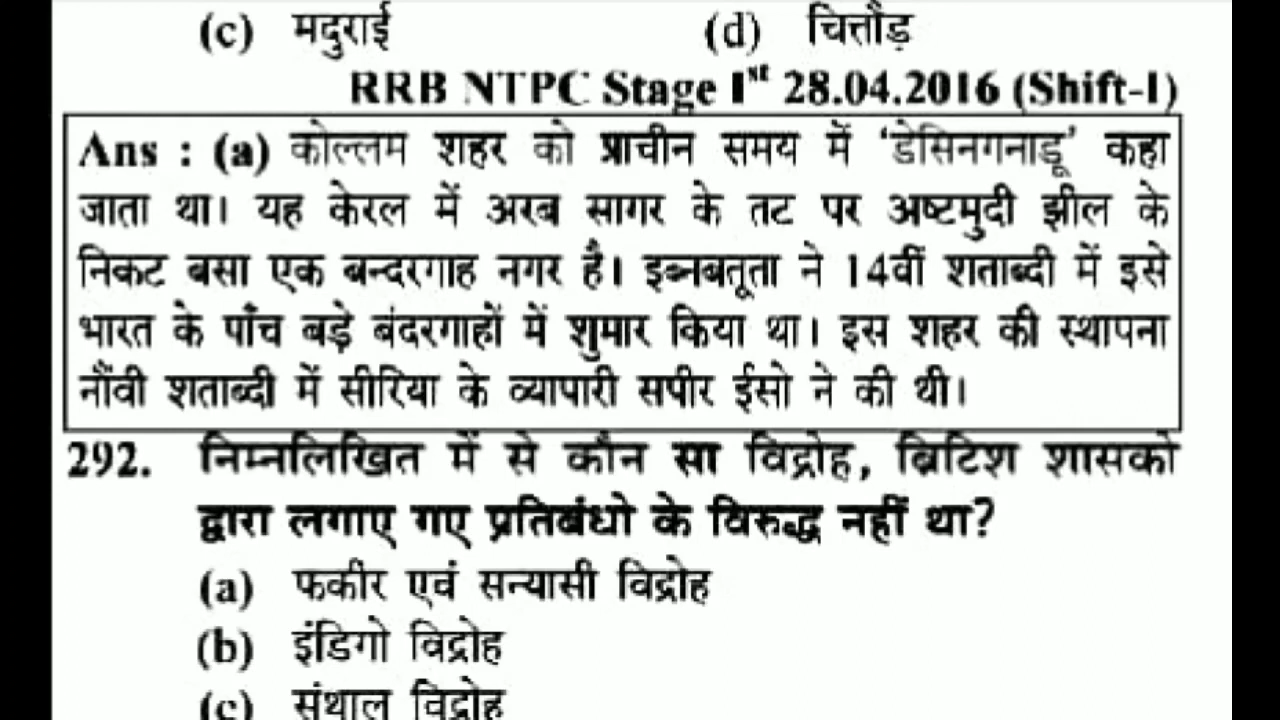 (c) मदुराई (d) चित्तौड़
RRB NTPC Stage Ist 28.04.2016 (Shift-I)
Ans : (a) कोल्लम शहर को प्राचीन समय में 'डेसिनगनाडू' कहा
जाता था। यह केरल में अरब सागर के तट पर अष्टमुदी झील के
निकट बसा एक बन्दरगाह नगर है। इब्नबतूता ने 14वीं शताब्दी में इसे
भारत के पाँच बड़े बंदरगाहों में शुमार किया था। इस शहर की स्थापना
नौंवी शताब्दी में सीरिया के व्यापारी सपीर ईसो ने की थी।
292. निम्नलिखित में से कौन सा विद्रोह, ब्रिटिश शासको
द्वारा लगाए गए प्रतिबंधो के विरुद्ध नहीं था?
(a) फकीर एवं सन्यासी विद्रोह
(b) इंडिगो विद्रोह
(c) संथाल विद्रोह